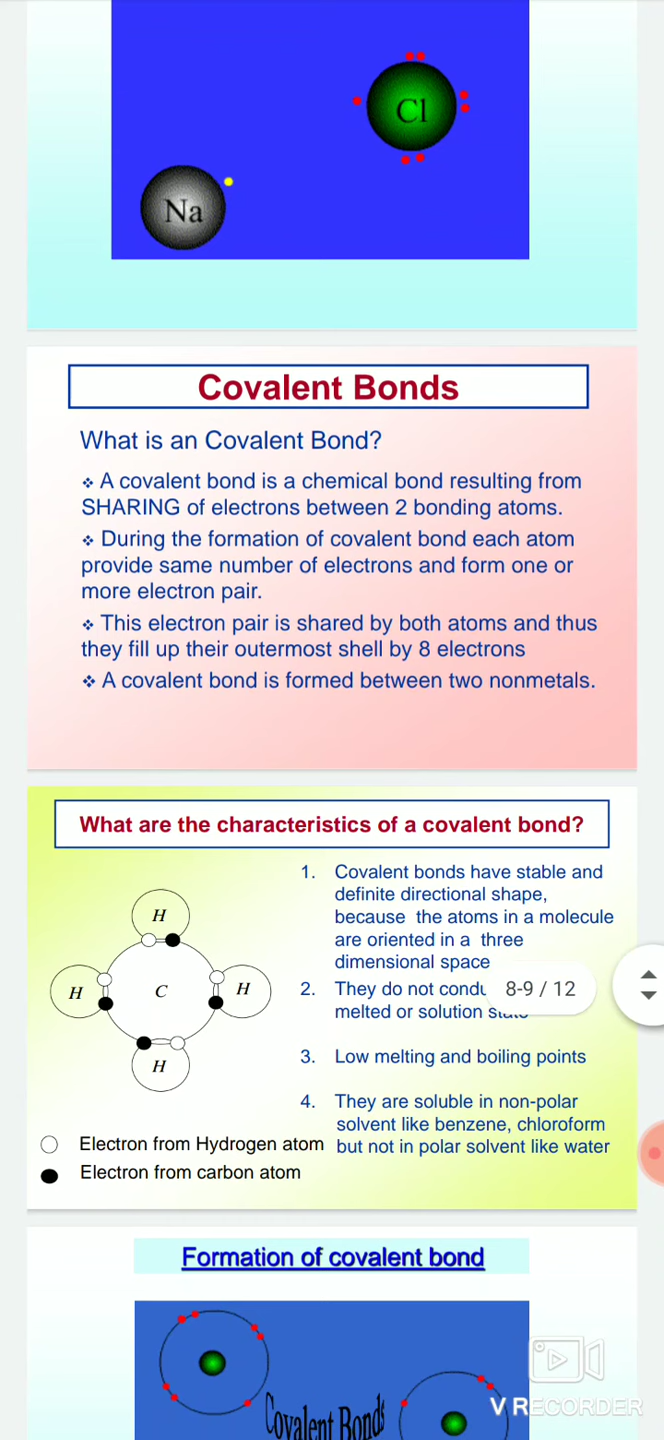 Cl
Na
Covalent Bonds
What is an Covalent Bond?
❖ A covalent bond is a chemical bond resulting from
SHARING of electrons between 2 bonding atoms.
❖ During the formation of covalent bond each atom
provide same number of electrons and form one or
more electron pair.
❖ This electron pair is shared by both atoms and thus
they fill up their outermost shell by 8 electrons
❖ A covalent bond is formed between two nonmetals.
What are the characteristics of a covalent bond?
H
H
C
H
H
Electron from Hydrogen atom
Electron from carbon atom
1. Covalent bonds have stable and
definite directional shape,
because the atoms in a molecule
are oriented in a three
dimensional space
2. They do not
melted or solution
8-9 / 12
3. Low melting and boiling points
4. They are soluble in non-polar
solvent like benzene, chloroform
but not in polar solvent like water
Formation of covalent bond
Covalent Bonds
V RECORDER